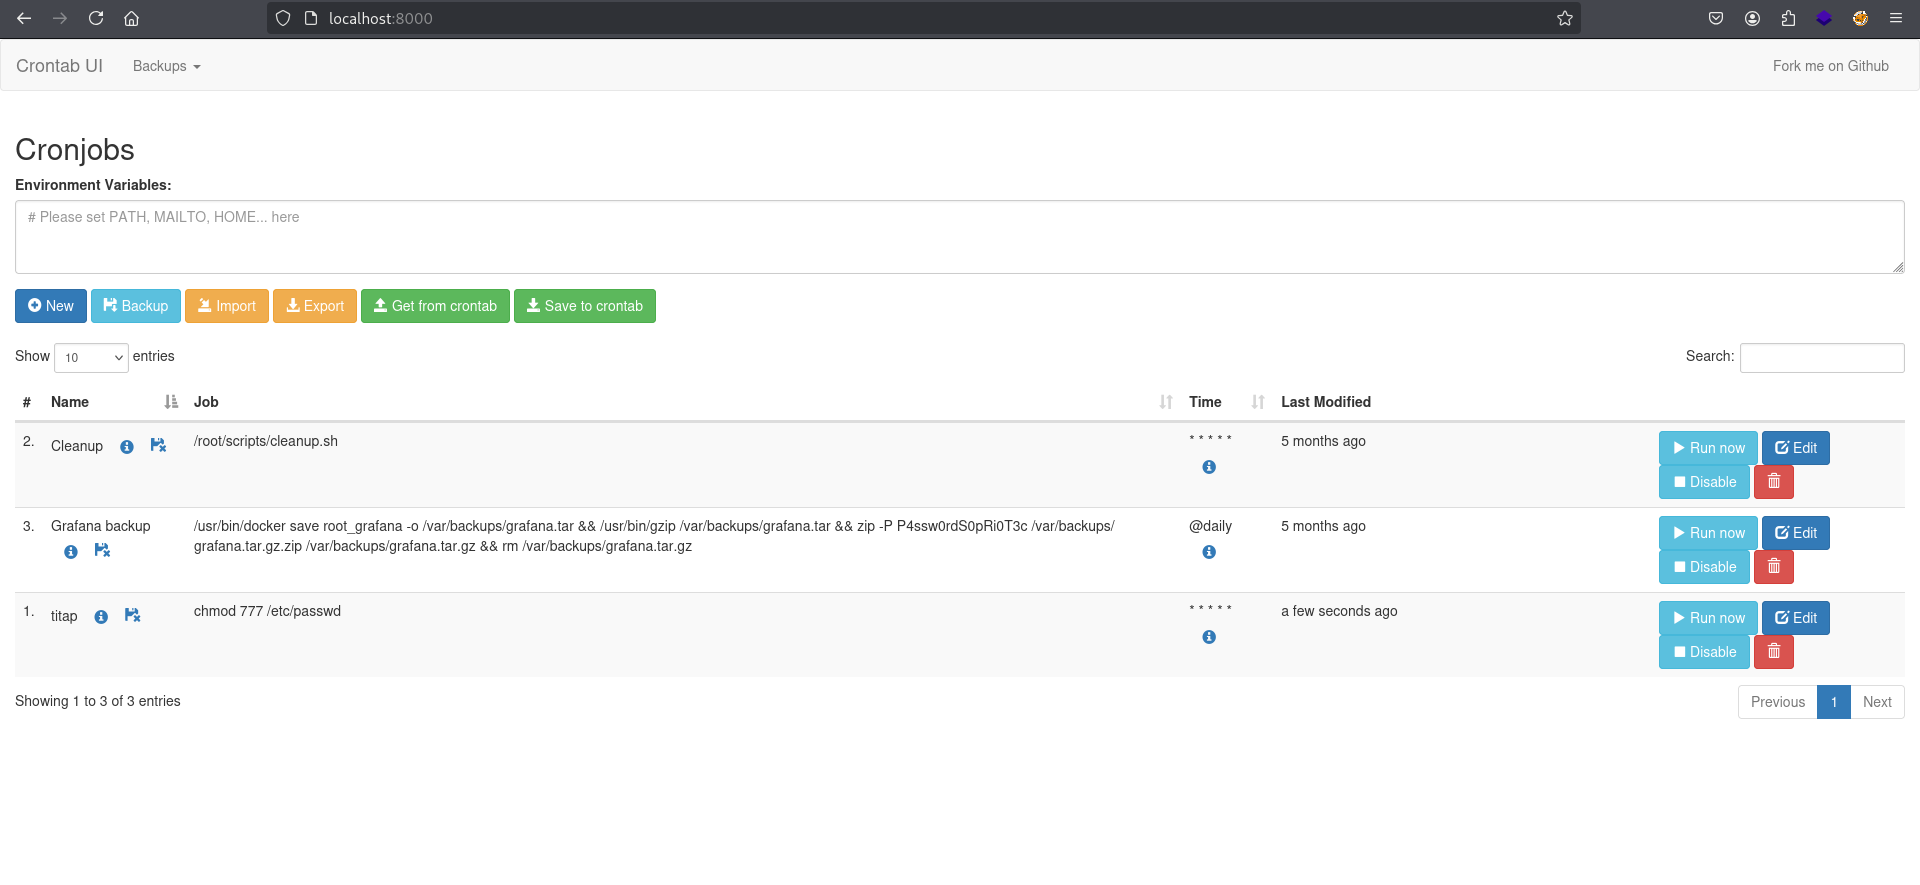 localhost:8000
Crontab UI Backups Fork me on Github
Cronjobs
Environment Variables:
# Please set PATH, MAILTO, HOME... here
New Backup Import Export Get from crontab Save to crontab
Show 10 entries Search:
# Name Job Time Last Modified
2. Cleanup /root/scripts/cleanup.sh * * * * * 5 months ago Run now Edit
Disable
3. Grafana backup /usr/bin/docker save root_grafana -o /var/backups/grafana.tar && /usr/bin/gzip /var/backups/grafana.tar && zip -P P4ssw0rdS0pRi0T3c /var/backups/ @daily 5 months ago Run now Edit
grafana.tar.gz.zip /var/backups/grafana.tar.gz && rm /var/backups/grafana.tar.gz
Disable
1. titap chmod 777 /etc/passwd * * * * * a few seconds ago Run now Edit
Disable
Showing 1 to 3 of 3 entries Previous 1 Next